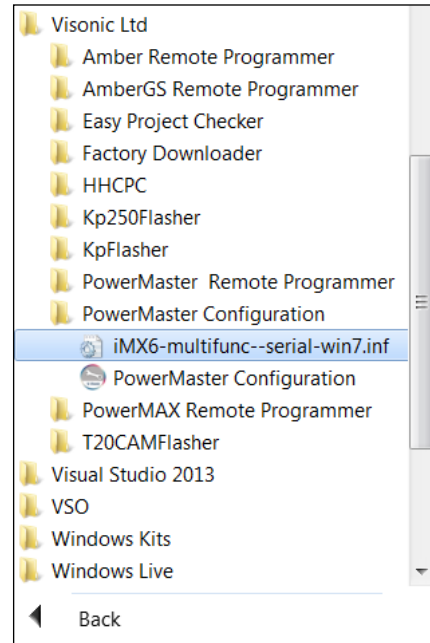 Visonic Ltd
Amber Remote Programmer
AmberGS Remote Programmer
Easy Project Checker
Factory Downloader
HHCPC
Kp250Flasher
KpFlasher
PowerMaster  Remote Programmer
PowerMaster Configuration
iMX6-multifunc--serial-win7.inf
PowerMaster Configuration
PowerMAX Remote Programmer
T20CAMFlasher
Visual Studio 2013
VSO
Windows Kits
Windows Live
Back